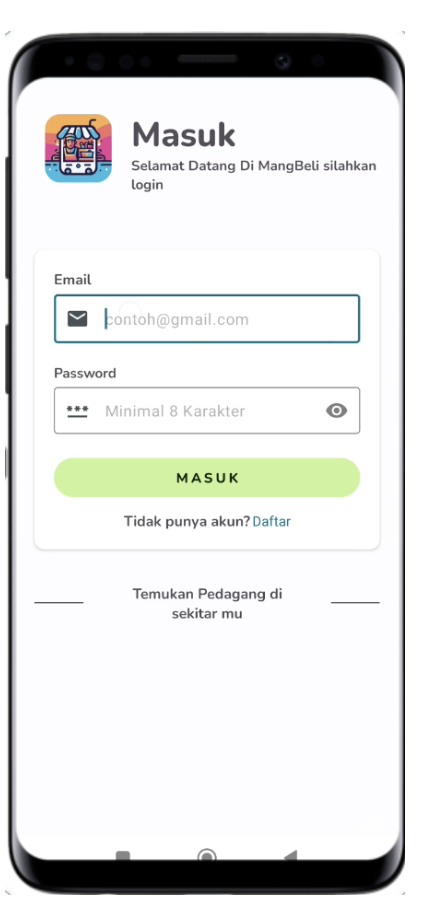 Masuk
Selamat Datang Di MangBeli silahkan
login
Email
contoh@gmail.com
Password
*** Minimal 8 Karakter
MASUK
Tidak punya akun? Daftar
Temukan Pedagang di
sekitar mu